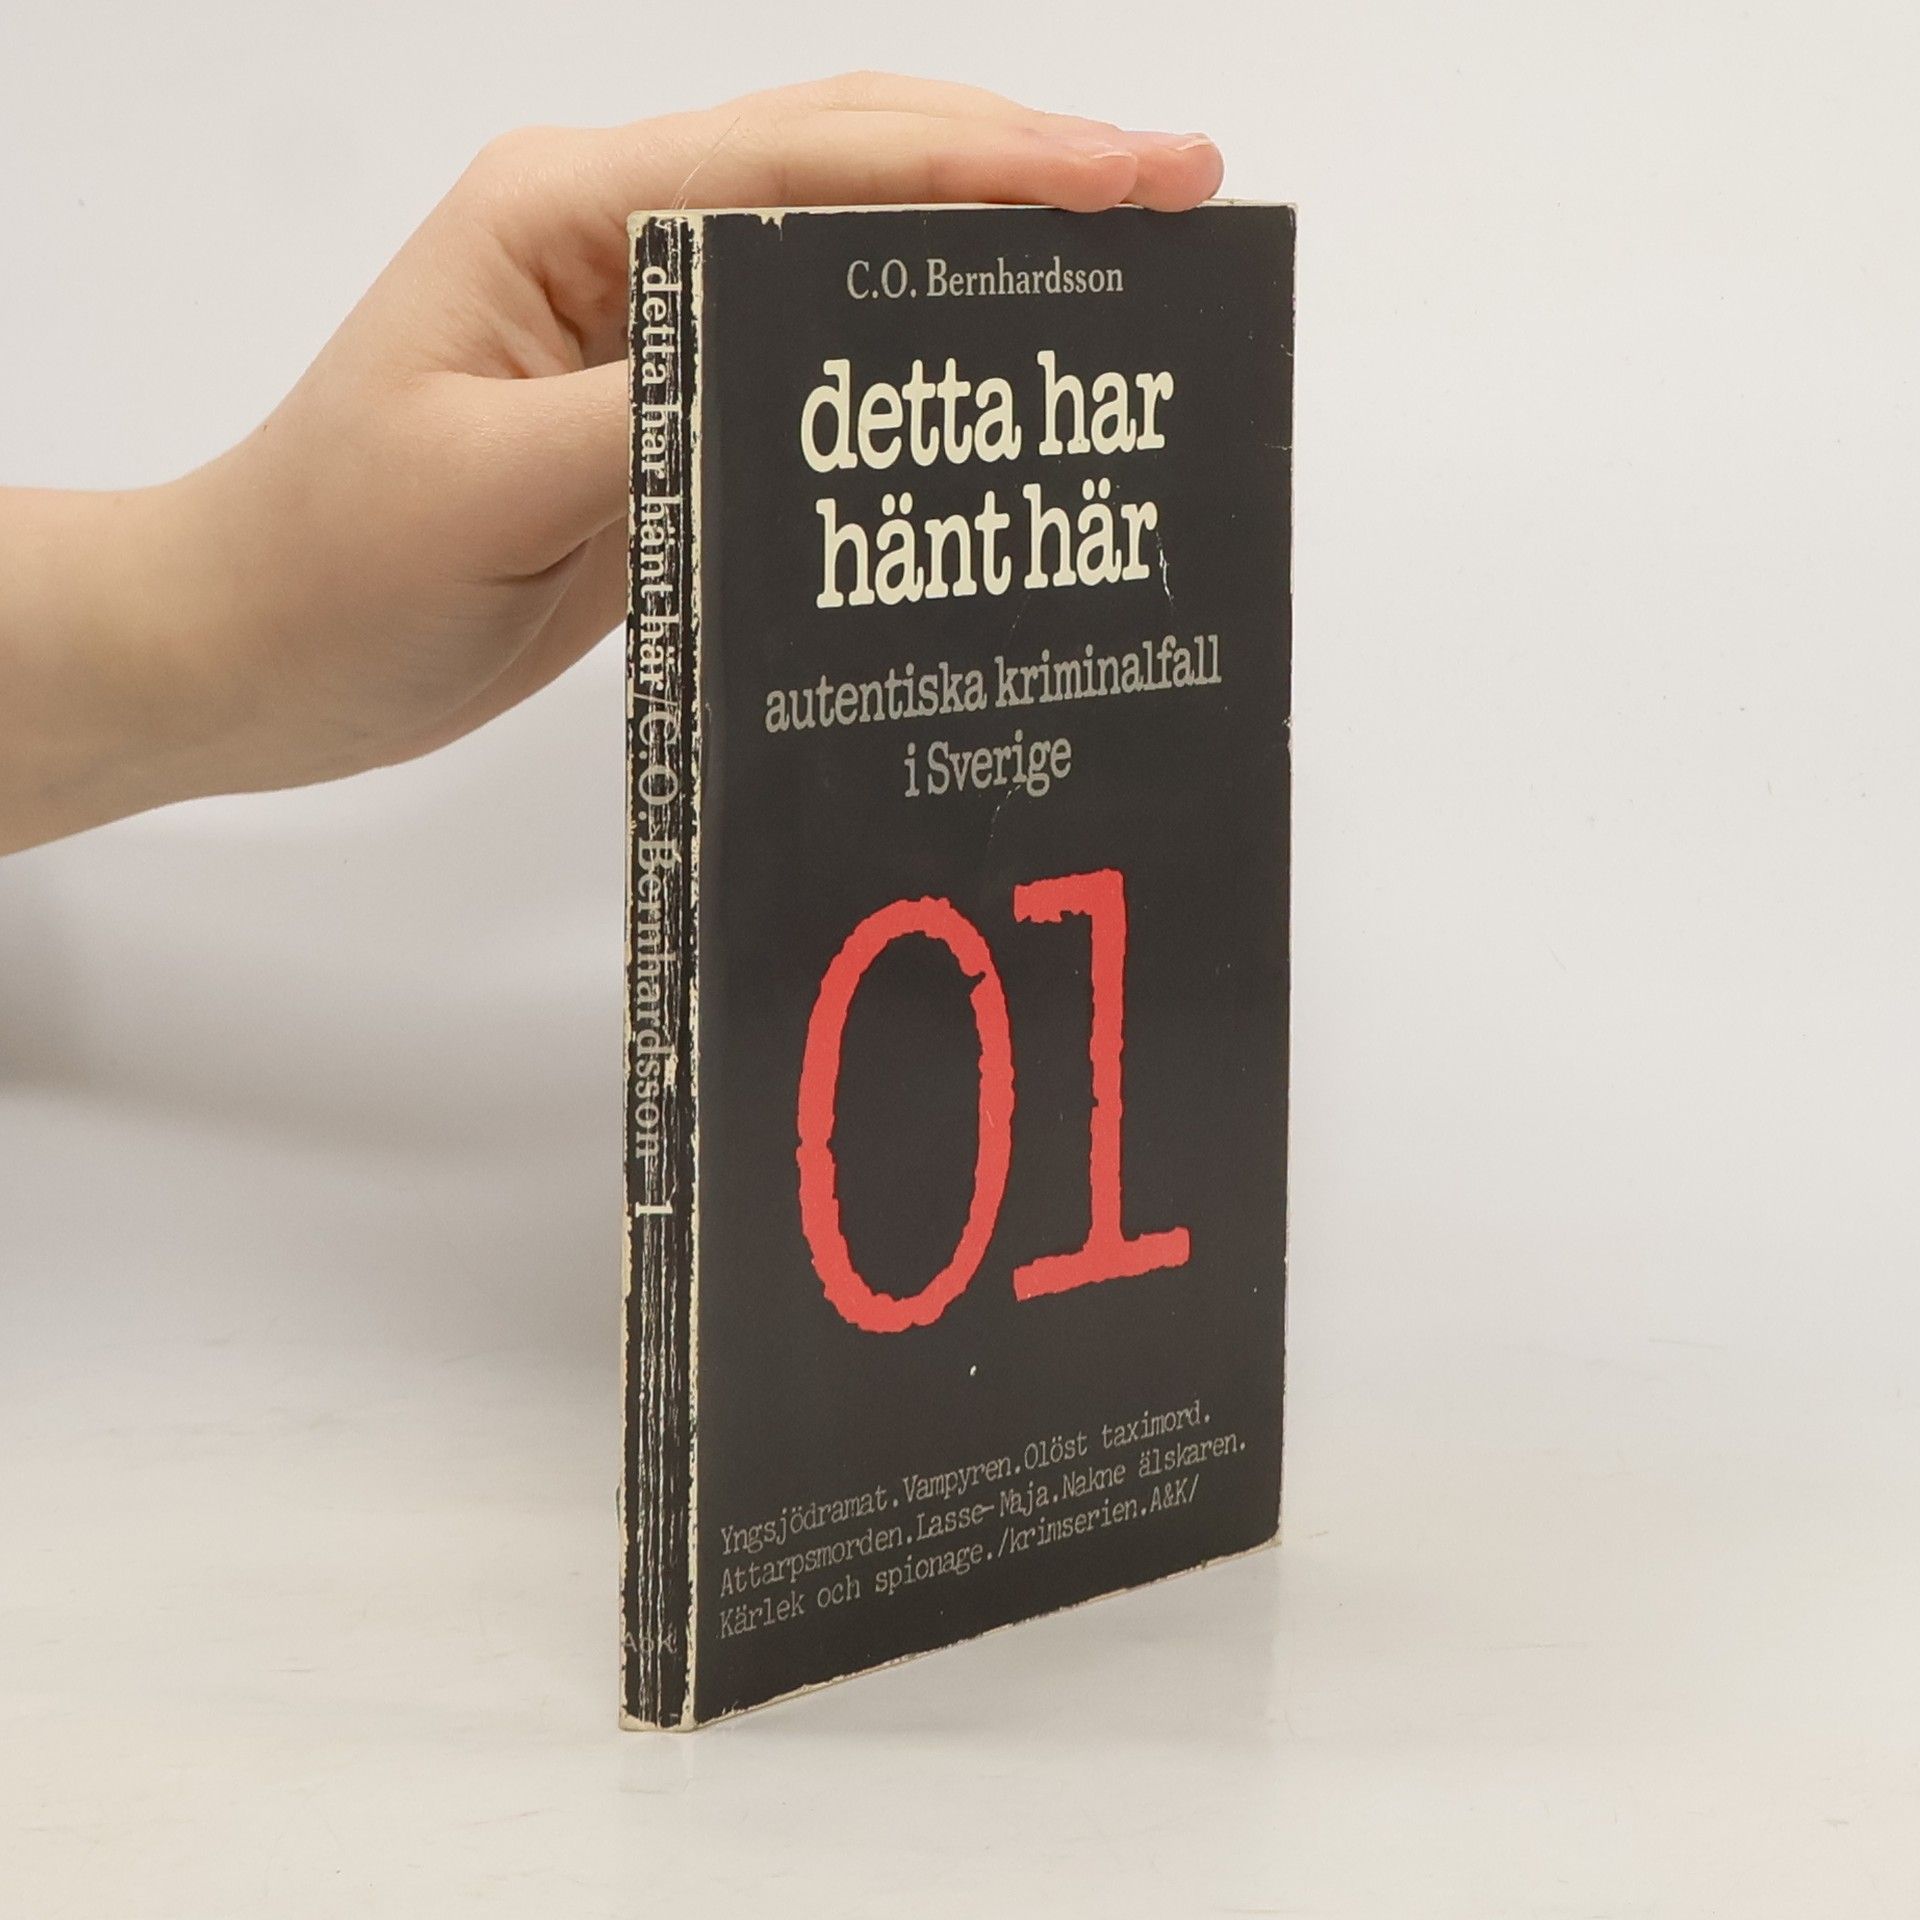 C.O. Bernhardsson
detta har
hänt här
autentiska kriminalfall
i Sverige
01
Yngsjödramat.Vampyren.Olöst taximord.
Attarpsmorden.Lasse-Maja.Nakne älskaren.
Kärlek och spionage./krimserien.A&K/
detta har hänt här/C.O.Bernhardsson 1
A&K